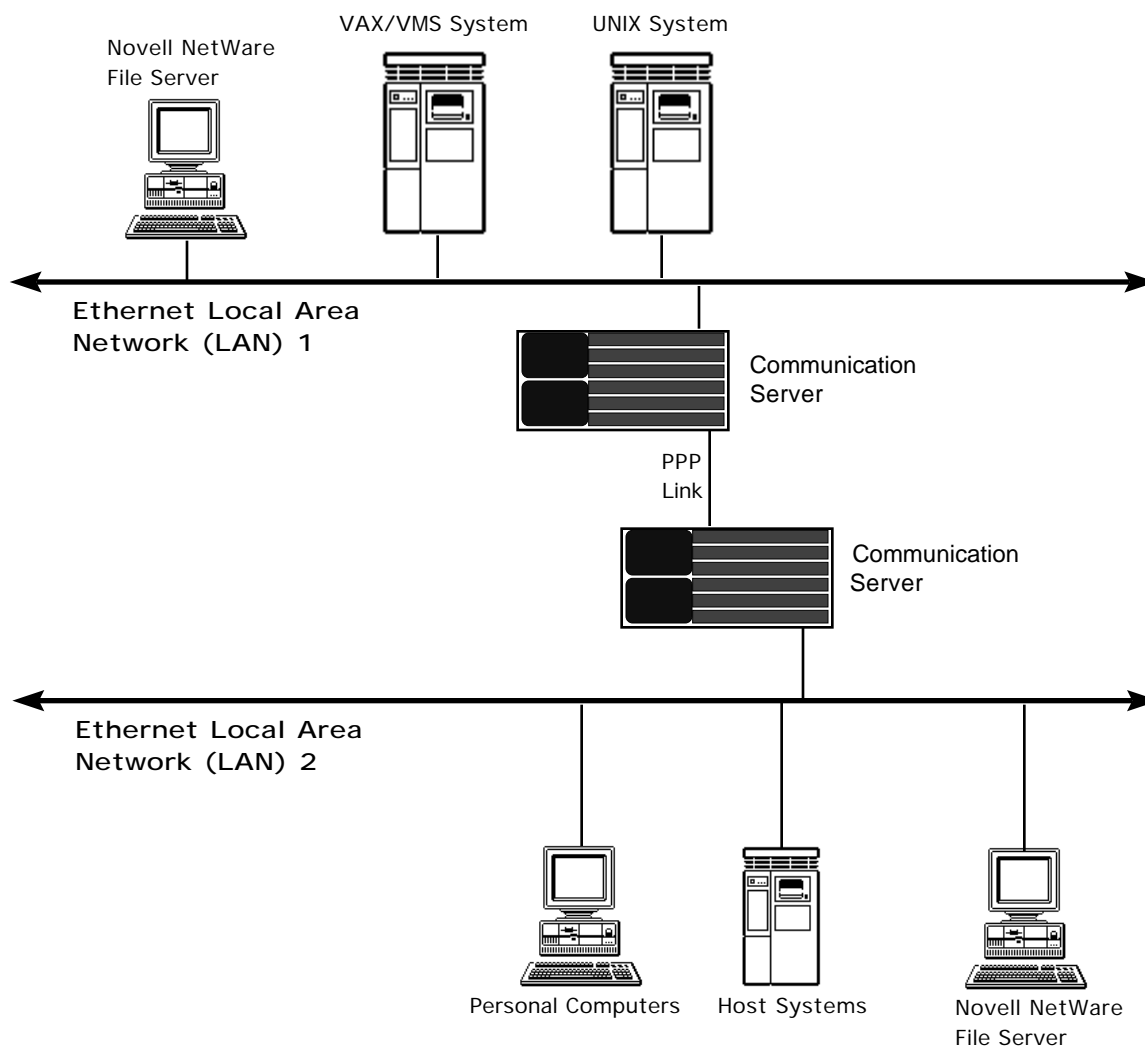 VAX/VMS System
UNIX System
Novell NetWare
File Server
Ethernet Local Area
Network (LAN) 1
Communication
Server
PPP
Link
Communication
Server
Ethernet Local Area
Network (LAN) 2
Personal Computers
Host Systems
Novell NetWare
File Server